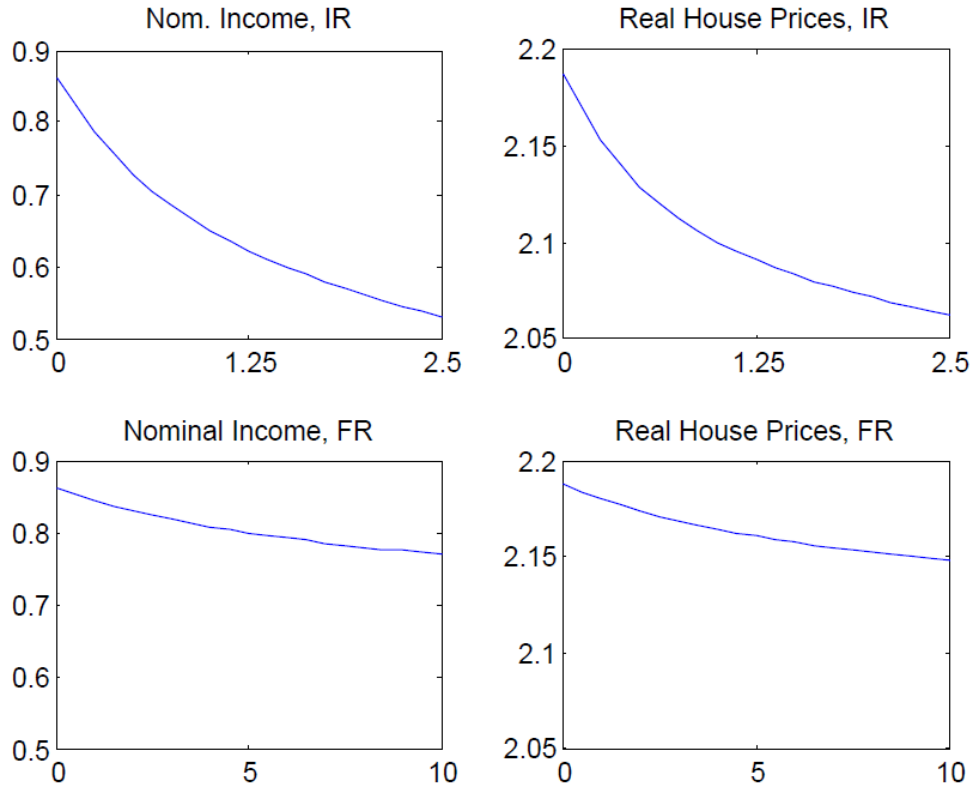 Nom. Income, IR
0.9
0.8
0.7
0.6
0.5
0 1.25 2.5
Real House Prices, IR
2.2
2.15
2.1
2.05
0 1.25 2.5
Nominal Income, FR
0.9
0.8
0.7
0.6
0.5
0 5 10
Real House Prices, FR
2.2
2.15
2.1
2.05
0 5 10